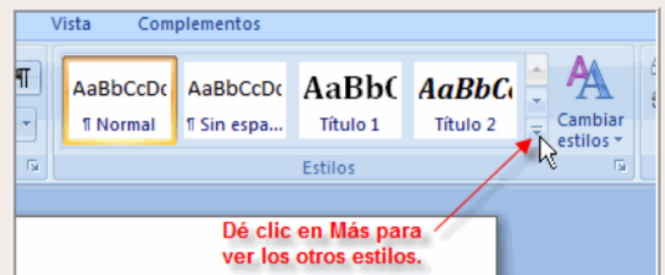 Vista Complementos
¶
AaBbCcDc AaBbCcDc AaBbC AaBbC
¶ Normal ¶ Sin espa... Título 1 Título 2
Cambiar
estilos
Estilos
Dé clic en Más para
ver los otros estilos.